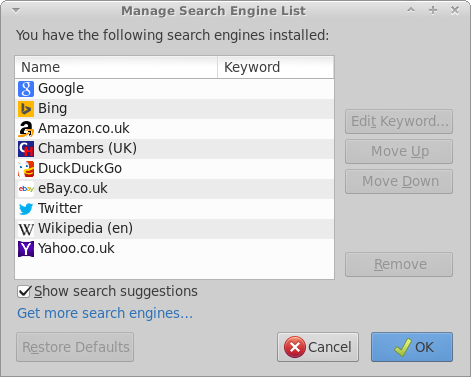 Manage Search Engine List
You have the following search engines installed:
Name Keyword
Google
Bing
Amazon.co.uk
Chambers (UK)
DuckDuckGo
eBay.co.uk
Twitter
Wikipedia (en)
Yahoo.co.uk
Edit Keyword...
Move Up
Move Down
Remove
Show search suggestions
Get more search engines...
Restore Defaults
Cancel
OK